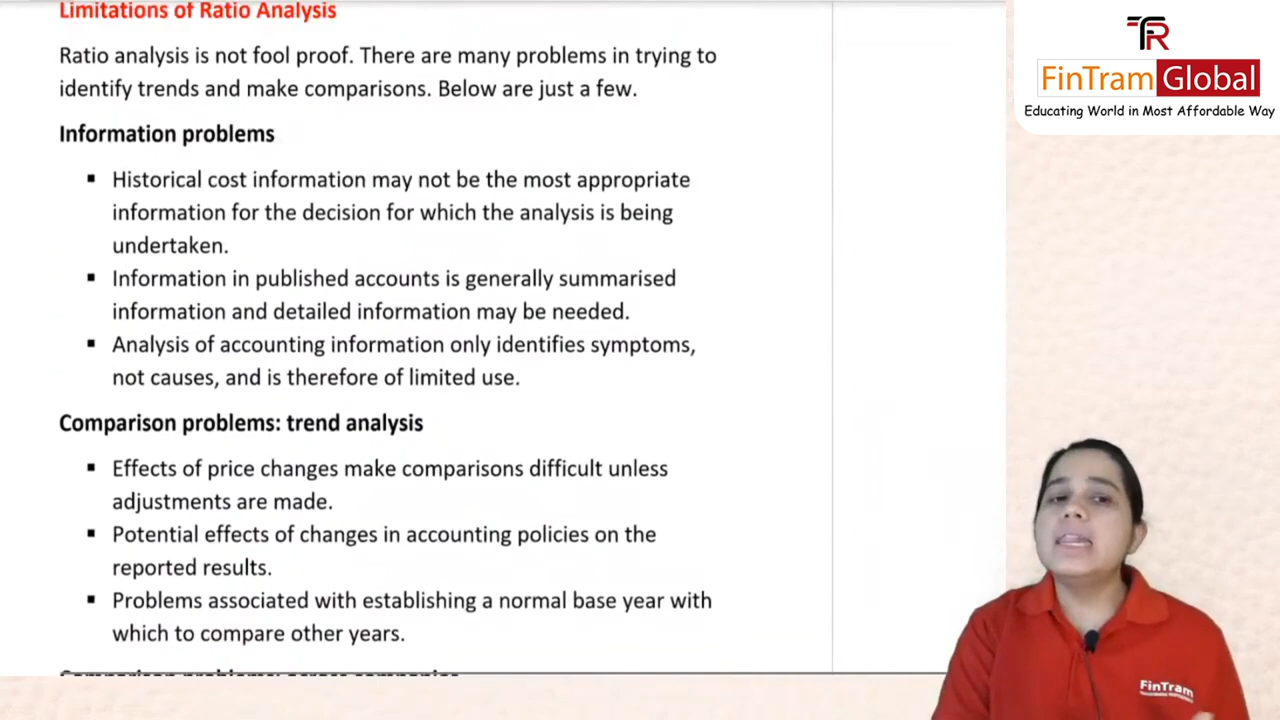 Limitations of Ratio Analysis
Ratio analysis is not fool proof. There are many problems in trying to
identify trends and make comparisons. Below are just a few.
Information problems
▪ Historical cost information may not be the most appropriate
information for the decision for which the analysis is being
undertaken.
▪ Information in published accounts is generally summarised
information and detailed information may be needed.
▪ Analysis of accounting information only identifies symptoms,
not causes, and is therefore of limited use.
Comparison problems: trend analysis
▪ Effects of price changes make comparisons difficult unless
adjustments are made.
▪ Potential effects of changes in accounting policies on the
reported results.
▪ Problems associated with establishing a normal base year with
which to compare other years.
FinTram Global
Educating World in Most Affordable Way
FinTram